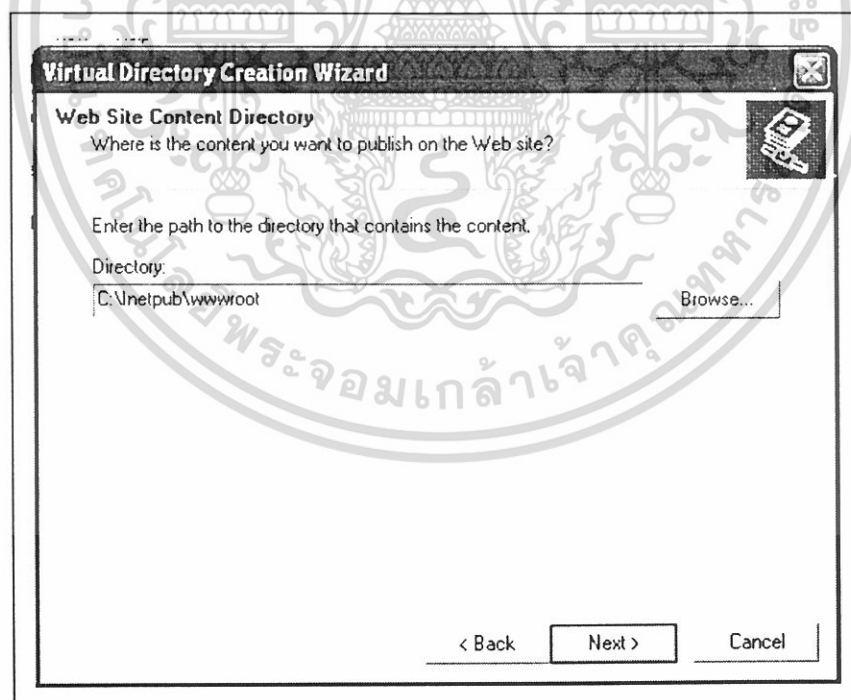 Virtual Directory Creation Wizard
Web Site Content Directory
Where is the content you want to publish on the Web site?
Enter the path to the directory that contains the content.
Directory:
C:\Inetpub\wwwroot
Browse...
พระจอมเกล้าเจ้าคุณทหาร
< Back
Next >
Cancel